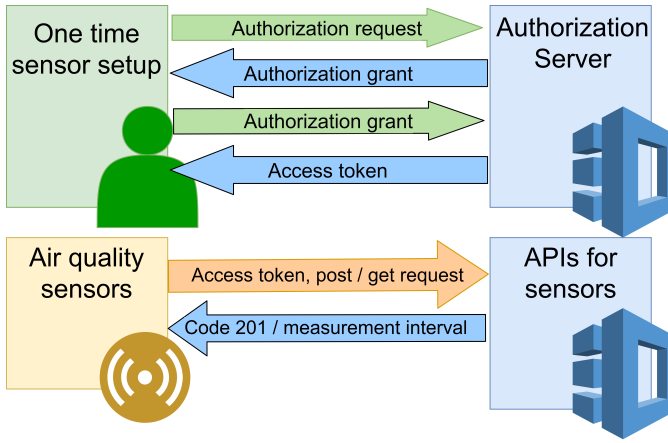 One time
sensor setup
Authorization request
Authorization grant
Authorization grant
Access token
Authorization
Server
Air quality
sensors
Access token, post / get request
Code 201 / measurement interval
APIs for
sensors